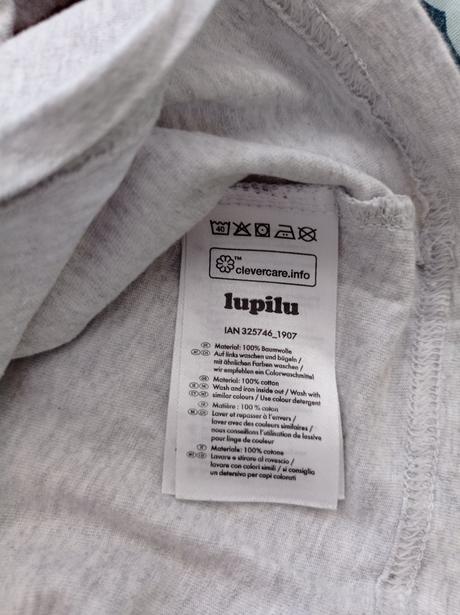 40
clevercare.info
™
lupilu
IAN 325746_1907
Material: 100% Baumwolle
Auf links waschen und bügeln /
mit ähnlichen Farben waschen /
wir empfehlen ein Colorwaschmittel
Material: 100% cotton
Wash and iron inside out / Wash with
similar colours / Use colour detergent
Matière : 100 % coton
Laver et repasser à l'envers /
laver avec des couleurs similaires /
nous conseillons l'utilisation de lessive
pour linge de couleur
Materiale: 100% cotone
Lavare e stirare al rovescio /
lavare con colori simili / si consiglia
un detersivo per capi colorati